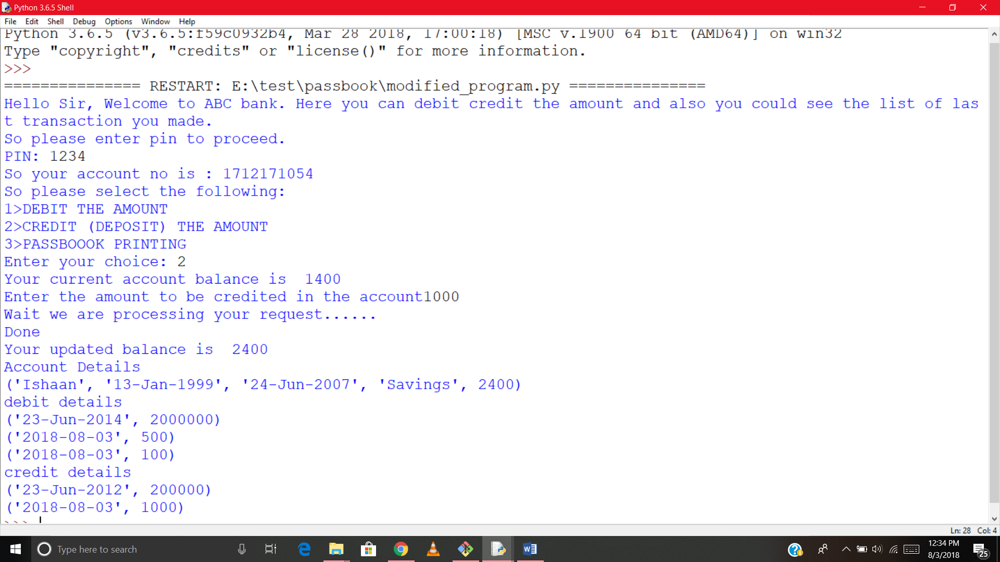 Python 3.6.5 Shell
File Edit Shell Debug Options Window Help
Python 3.6.5 (v3.6.5:f59c0932b4, Mar 28 2018, 17:00:18) [MSC v.1900 64 bit (AMD64)] on win32
Type "copyright", "credits" or "license()" for more information.
>>>
=============== RESTART: E:\test\passbook\modified_program.py ===============
Hello Sir, Welcome to ABC bank. Here you can debit credit the amount and also you could see the list of las
t transaction you made.
So please enter pin to proceed.
PIN: 1234
So your account no is : 1712171054
So please select the following:
1>DEBIT THE AMOUNT
2>CREDIT (DEPOSIT) THE AMOUNT
3>PASSBOOOK PRINTING
Enter your choice: 2
Your current account balance is  1400
Enter the amount to be credited in the account1000
Wait we are processing your request......
Done
Your updated balance is  2400
Account Details
('Ishaan', '13-Jan-1999', '24-Jun-2007', 'Savings', 2400)
debit details
('23-Jun-2014', 2000000)
('2018-08-03', 500)
('2018-08-03', 100)
credit details
('23-Jun-2012', 200000)
('2018-08-03', 1000)
>>>
Ln: 28 Col: 4
Type here to search
12:34 PM
8/3/2018
25